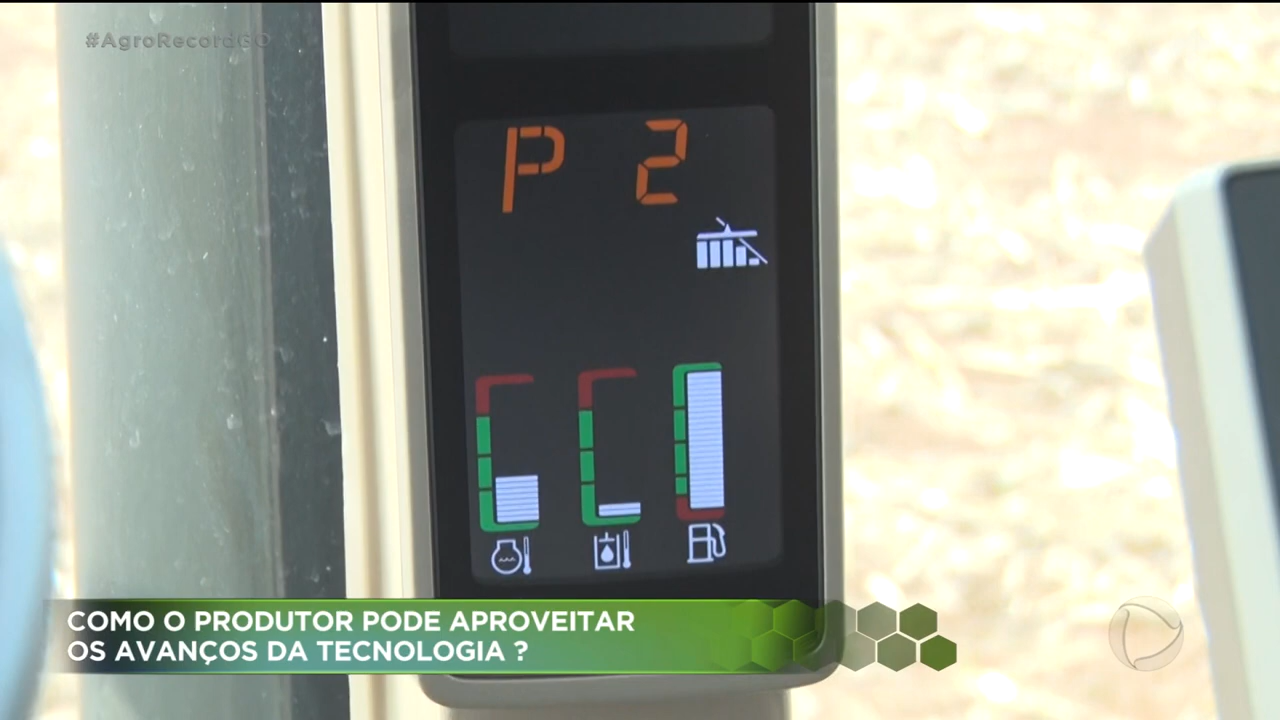 #AgroRecordGO
P 2
COMO O PRODUTOR PODE APROVEITAR
OS AVANÇOS DA TECNOLOGIA ?